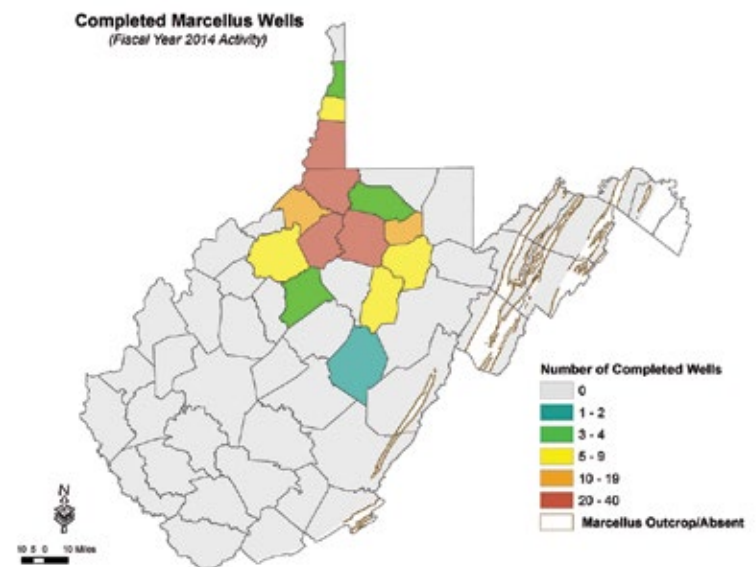 Completed Marcellus Wells
(Fiscal Year 2014 Activity)
Number of Completed Wells
0
1 - 2
3 - 4
5 - 9
10 - 19
20 - 40
Marcellus Outcrop/Absent
N
10 5 0 10 Miles